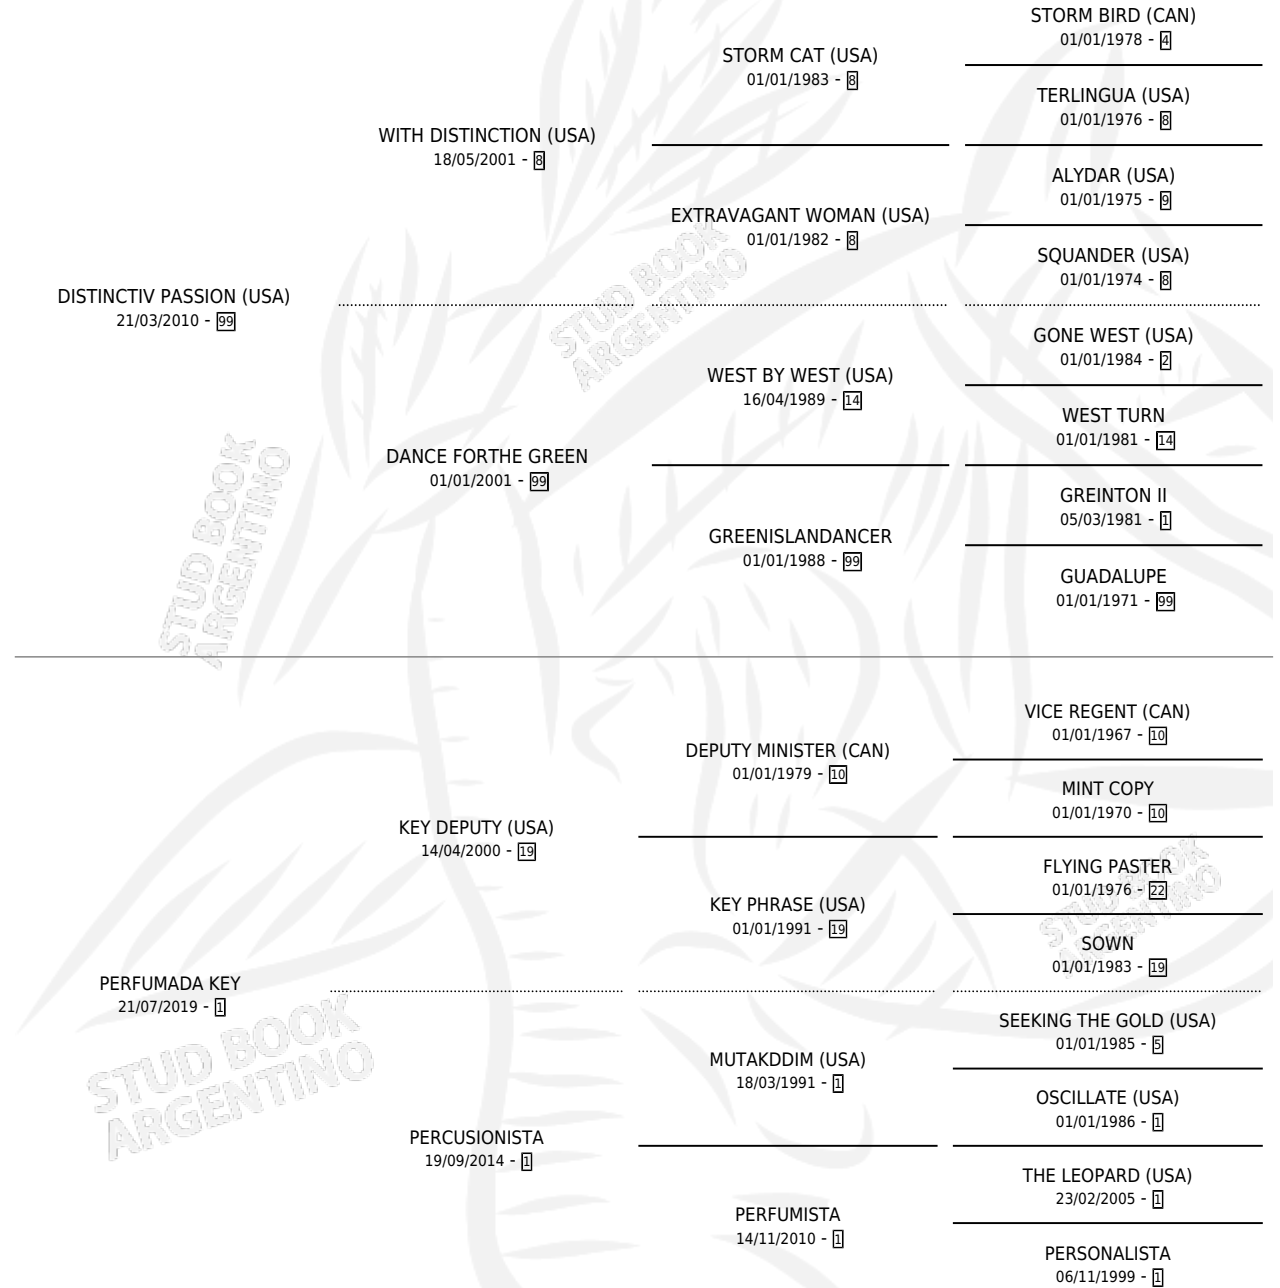 STORM BIRD (CAN)
01/01/1978 - 4
STORM CAT (USA)
01/01/1983 - 8
TERLINGUA (USA)
01/01/1976 - 8
WITH DISTINCTION (USA)
18/05/2001 - 8
ALYDAR (USA)
01/01/1975 - 9
EXTRAVAGANT WOMAN (USA)
01/01/1982 - 8
SQUANDER (USA)
01/01/1974 - 8
DISTINCTIV PASSION (USA)
21/03/2010 - 99
GONE WEST (USA)
01/01/1984 - 2
WEST BY WEST (USA)
16/04/1989 - 14
WEST TURN
01/01/1981 - 14
DANCE FORTHE GREEN
01/01/2001 - 99
GREINTON II
05/03/1981 - 1
GREENISLANDANCER
01/01/1988 - 99
GUADALUPE
01/01/1971 - 99
VICE REGENT (CAN)
01/01/1967 - 10
DEPUTY MINISTER (CAN)
01/01/1979 - 10
MINT COPY
01/01/1970 - 10
KEY DEPUTY (USA)
14/04/2000 - 19
FLYING PASTER
01/01/1976 - 22
KEY PHRASE (USA)
01/01/1991 - 19
SOWN
01/01/1983 - 19
PERFUMADA KEY
21/07/2019 - 1
SEEKING THE GOLD (USA)
01/01/1985 - 5
MUTAKDDIM (USA)
18/03/1991 - 1
OSCILLATE (USA)
01/01/1986 - 1
PERCUSIONISTA
19/09/2014 - 1
THE LEOPARD (USA)
23/02/2005 - 1
PERFUMISTA
14/11/2010 - 1
PERSONALISTA
06/11/1999 - 1
STUD BOOK
ARGENTINO
STUD BOOK
ARGENTINO
STUD BOOK
ARGENTINO
STUD BOOK
ARGENTINO